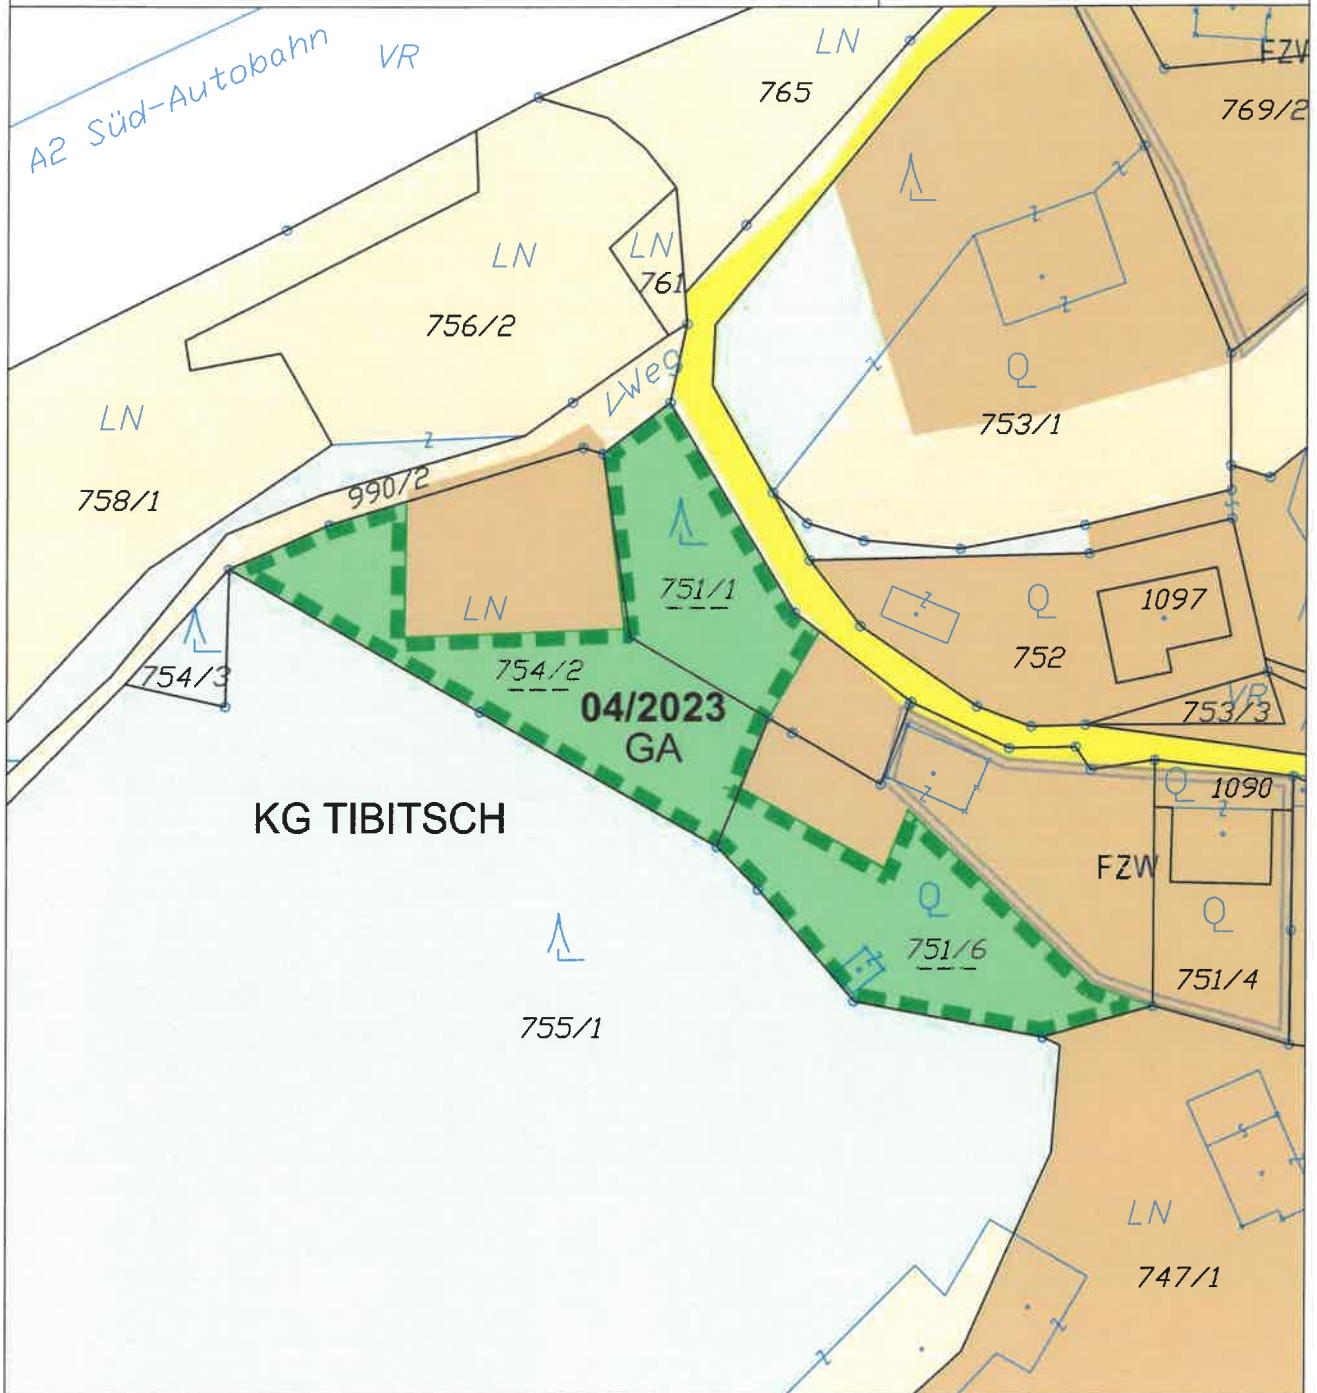 A2 Süd-Autobahn
VR
LN
765
FZW
769/2
LN
756/2
LN
761
LWeg
Q
753/1
LN
758/1
990/2
754/3
LN
751/1
754/2
04/2023
GA
KG TIBITSCH
Q
1097
752
VR
753/3
Q
1090
FZW
Q
751/4
Q
751/6
755/1
LN
747/1